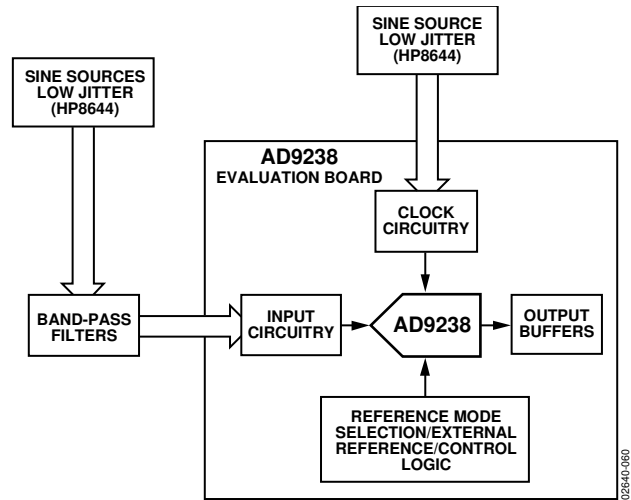 SINE SOURCE
LOW JITTER
(HP8644)
SINE SOURCES
LOW JITTER
(HP8644)
AD9238
EVALUATION BOARD
CLOCK
CIRCUITRY
BAND-PASS
FILTERS
INPUT
CIRCUITRY
AD9238
OUTPUT
BUFFERS
REFERENCE MODE
SELECTION/EXTERNAL
REFERENCE/CONTROL
LOGIC
02640-060